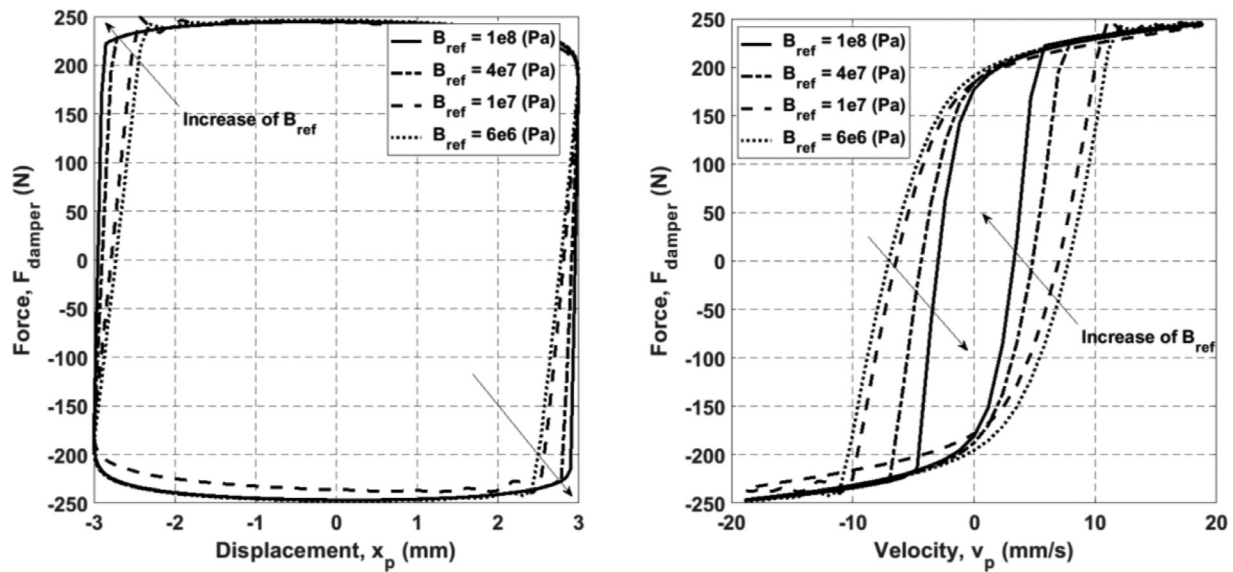 250
200
150
100
50
0
-50
-100
-150
-200
-250
Force, F_damper (N)
-3
-2
-1
0
1
2
3
Displacement, x_p (mm)
Increase of B_ref
B_ref = 1e8 (Pa)
B_ref = 4e7 (Pa)
B_ref = 1e7 (Pa)
B_ref = 6e6 (Pa)
250
200
150
100
50
0
-50
-100
-150
-200
-250
Force, F_damper (N)
-20
-10
0
10
20
Velocity, v_p (mm/s)
B_ref = 1e8 (Pa)
B_ref = 4e7 (Pa)
B_ref = 1e7 (Pa)
B_ref = 6e6 (Pa)
Increase of B_ref